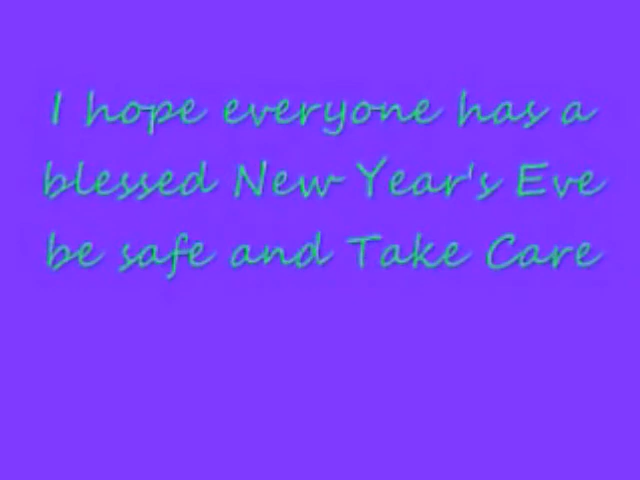 I hope everyone has a
blessed New Year's Eve
be safe and Take Care